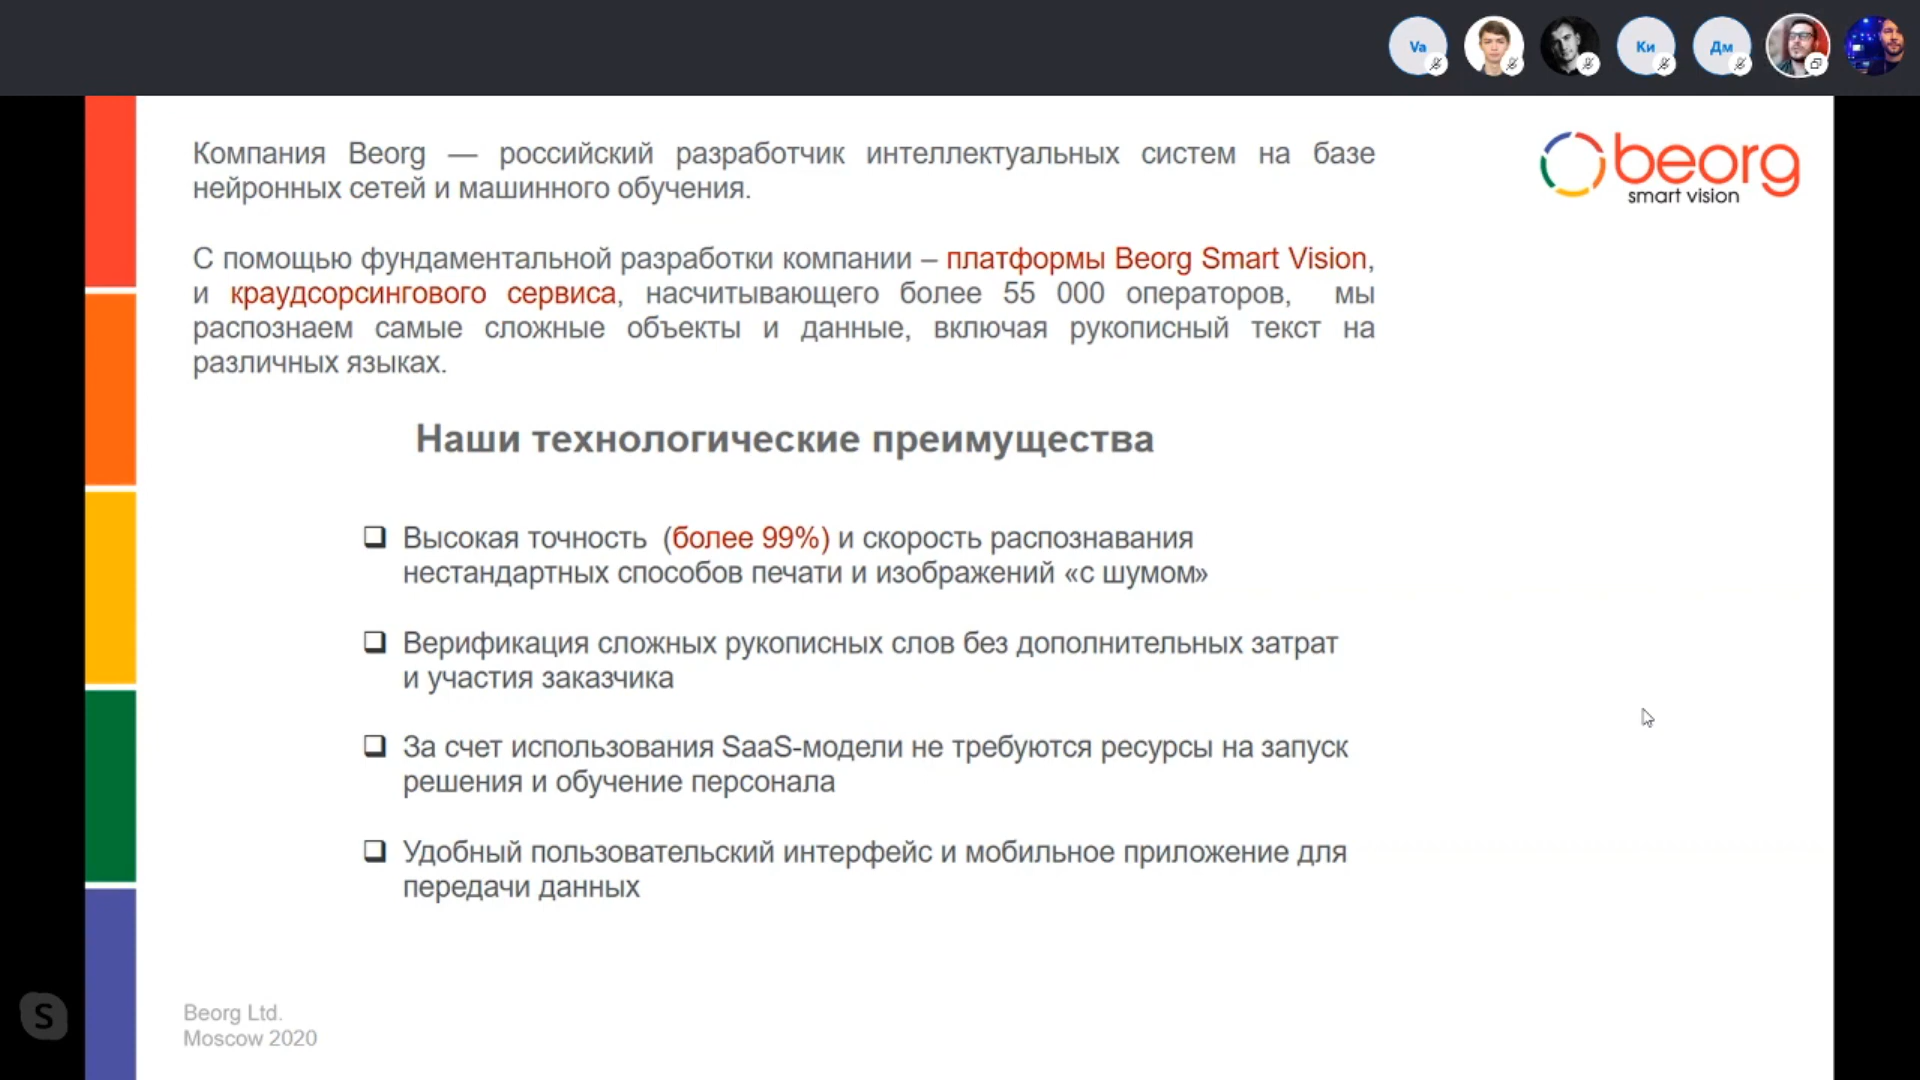 Va
Ки
Дм
Компания Beorg — российский разработчик интеллектуальных систем на базе
нейронных сетей и машинного обучения.
beorg
smart vision
С помощью фундаментальной разработки компании – платформы Beorg Smart Vision,
и краудсорсингового сервиса, насчитывающего более 55 000 операторов, мы
распознаем самые сложные объекты и данные, включая рукописный текст на
различных языках.
Наши технологические преимущества
Высокая точность (более 99%) и скорость распознавания
нестандартных способов печати и изображений «с шумом»
Верификация сложных рукописных слов без дополнительных затрат
и участия заказчика
За счет использования SaaS-модели не требуются ресурсы на запуск
решения и обучение персонала
Удобный пользовательский интерфейс и мобильное приложение для
передачи данных
S
Beorg Ltd.
Moscow 2020